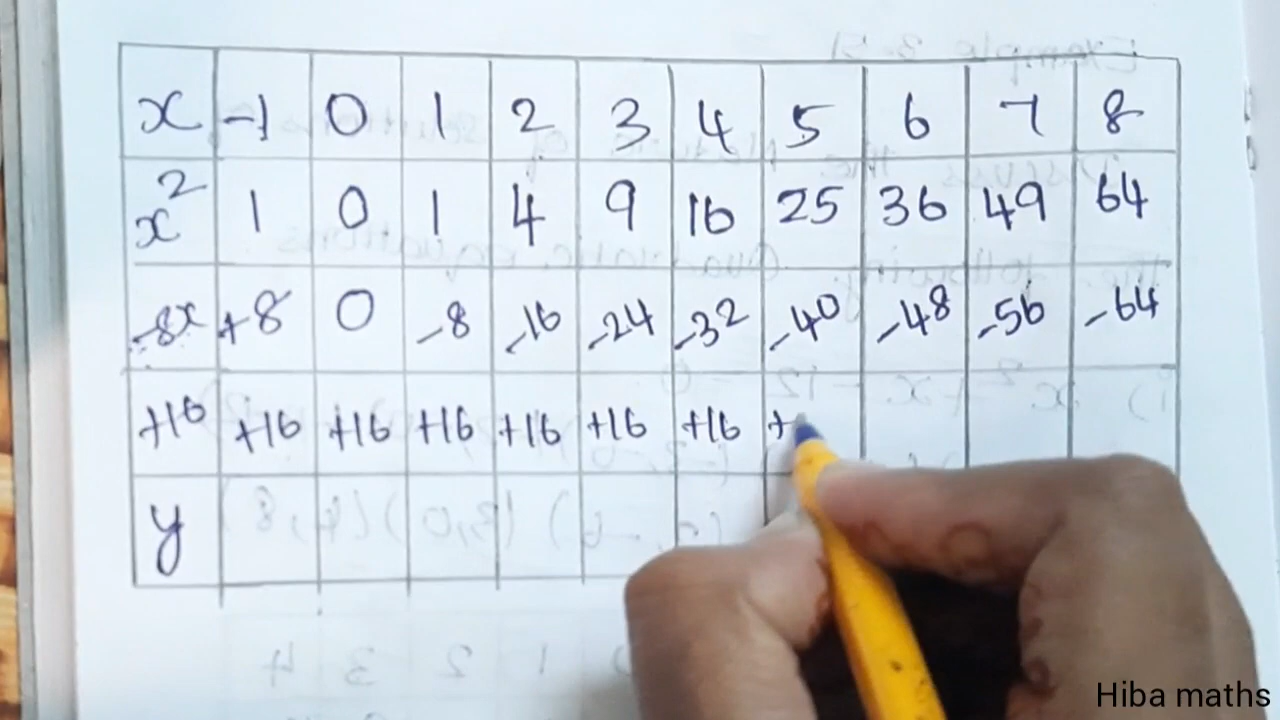 x -1 0 1 2 3 4 5 6 7 8
x² 1 0 1 4 9 16 25 36 49 64
-8x +8 0 -8 -16 -24 -32 -40 -48 -56 -64
+16 +16 +16 +16 +16 +16 +16 +
y
Hiba maths